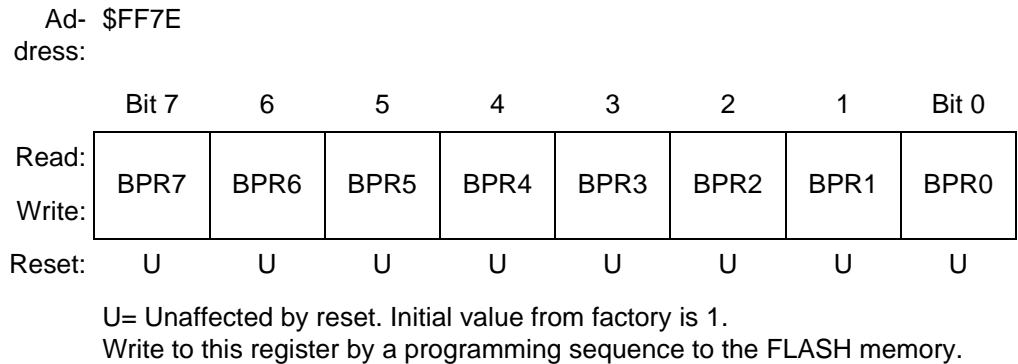 Ad- $FF7E
dress:
Bit 7 6 5 4 3 2 1 Bit 0
Read:
BPR7 BPR6 BPR5 BPR4 BPR3 BPR2 BPR1 BPR0
Write:
Reset: U U U U U U U U
U= Unaffected by reset. Initial value from factory is 1.
Write to this register by a programming sequence to the FLASH memory.